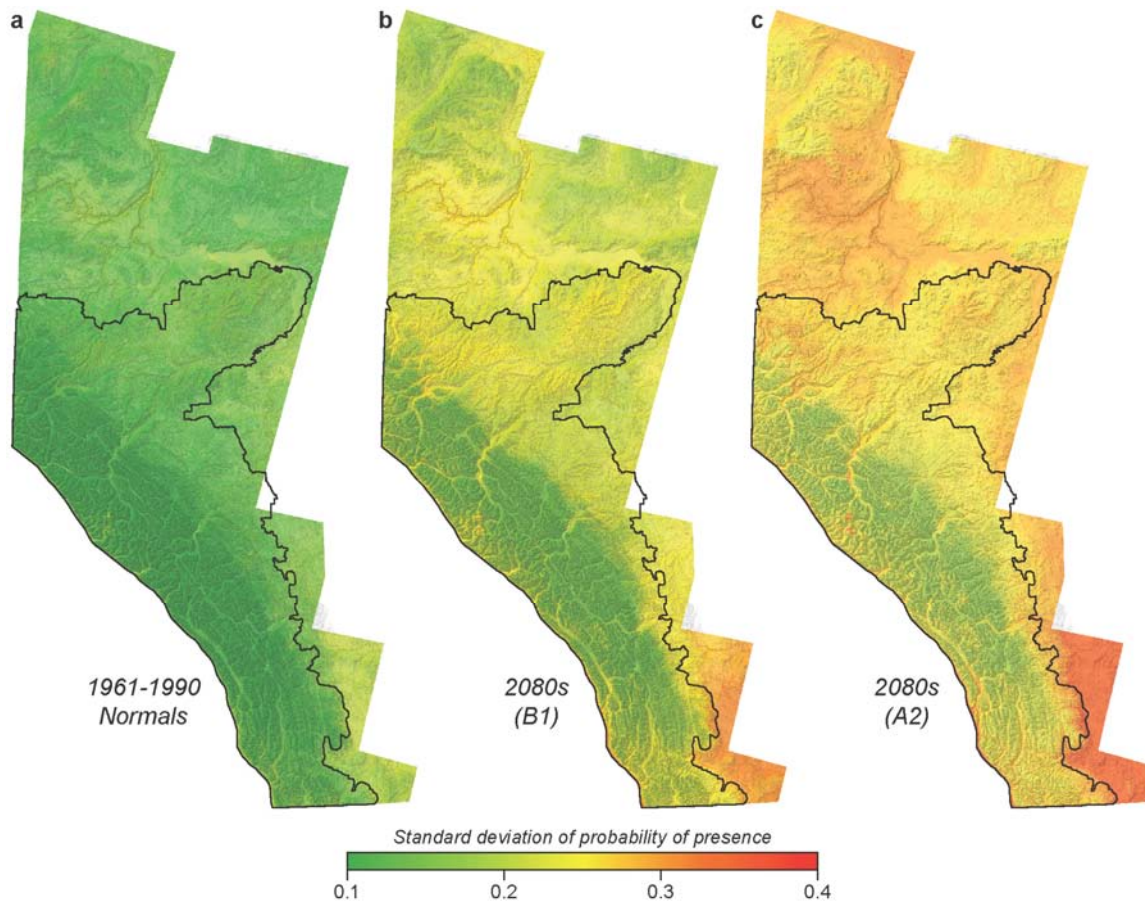 a
b
c
1961-1990
Normals
2080s
(B1)
2080s
(A2)
Standard deviation of probability of presence
0.1
0.2
0.3
0.4